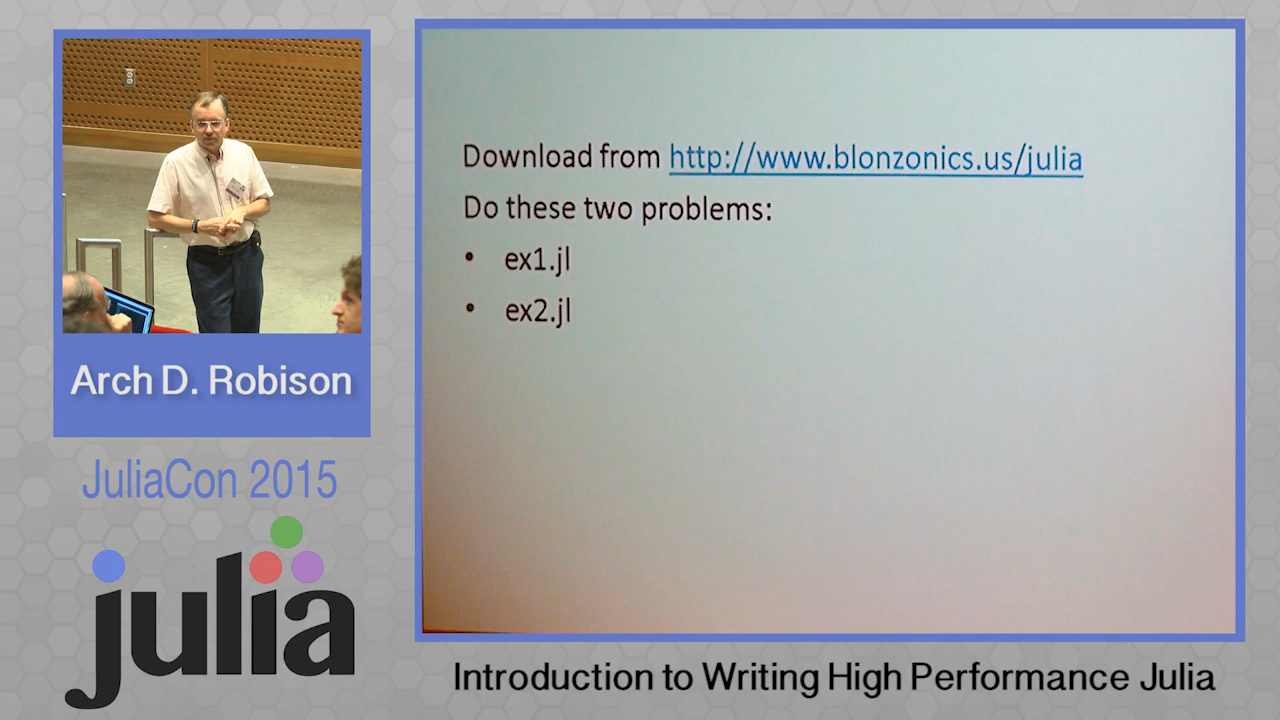 Arch D. Robison
JuliaCon 2015
julia
Download from http://www.blonzonics.us/julia
Do these two problems:
• ex1.jl
• ex2.jl
Introduction to Writing High Performance Julia